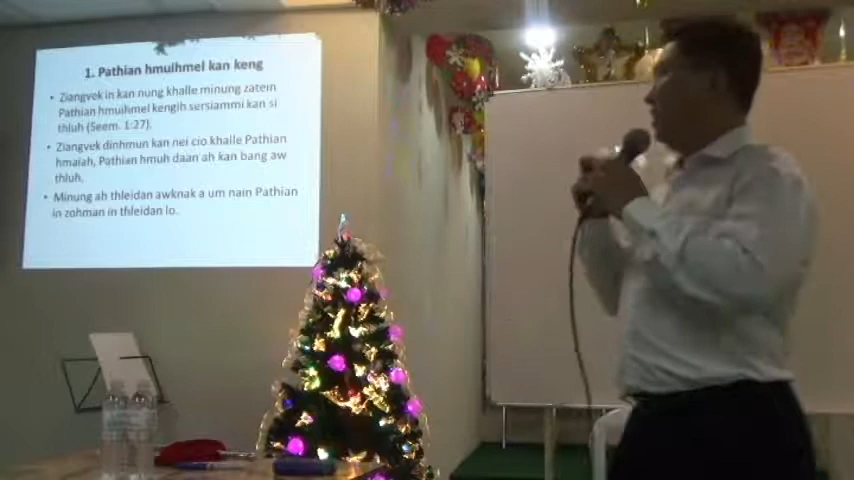 1. Pathian hmuihmel kan keng
• Ziangvek in kan nung khalle minung zatein
Pathian hmuihmel kengih sersiammi kan si
thluh (Seem. 1:27).
• Ziangvek dinhmun kan nei cio khalle Pathian
hmaiah, Pathian hmuh daan ah kan bang aw
thluh.
• Minung ah thleidan awknak a um nain Pathian
in zohman in thleidan lo.